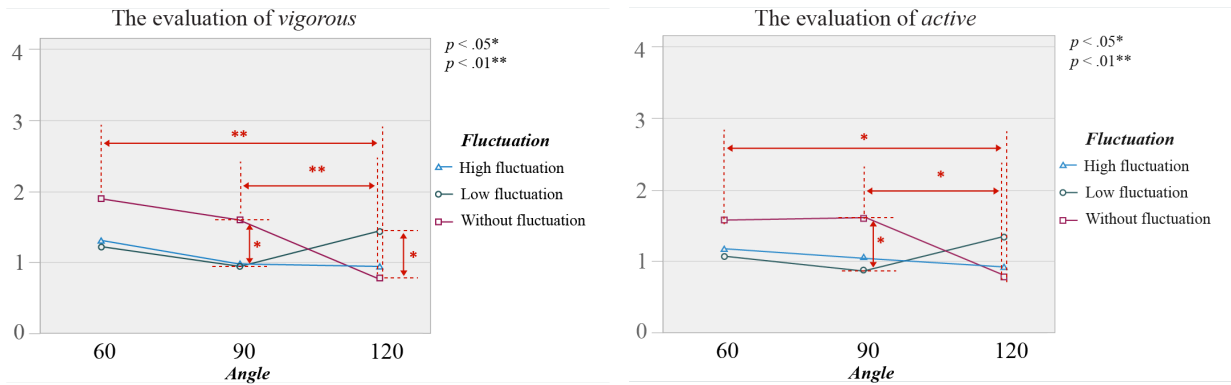 The evaluation of vigorous
4
3
2
1
0
60
90
120
Angle
**
**
*
*
p < .05*
p < .01**
Fluctuation
High fluctuation
Low fluctuation
Without fluctuation
The evaluation of active
4
3
2
1
0
60
90
120
Angle
*
*
*
p < .05*
p < .01**
Fluctuation
High fluctuation
Low fluctuation
Without fluctuation